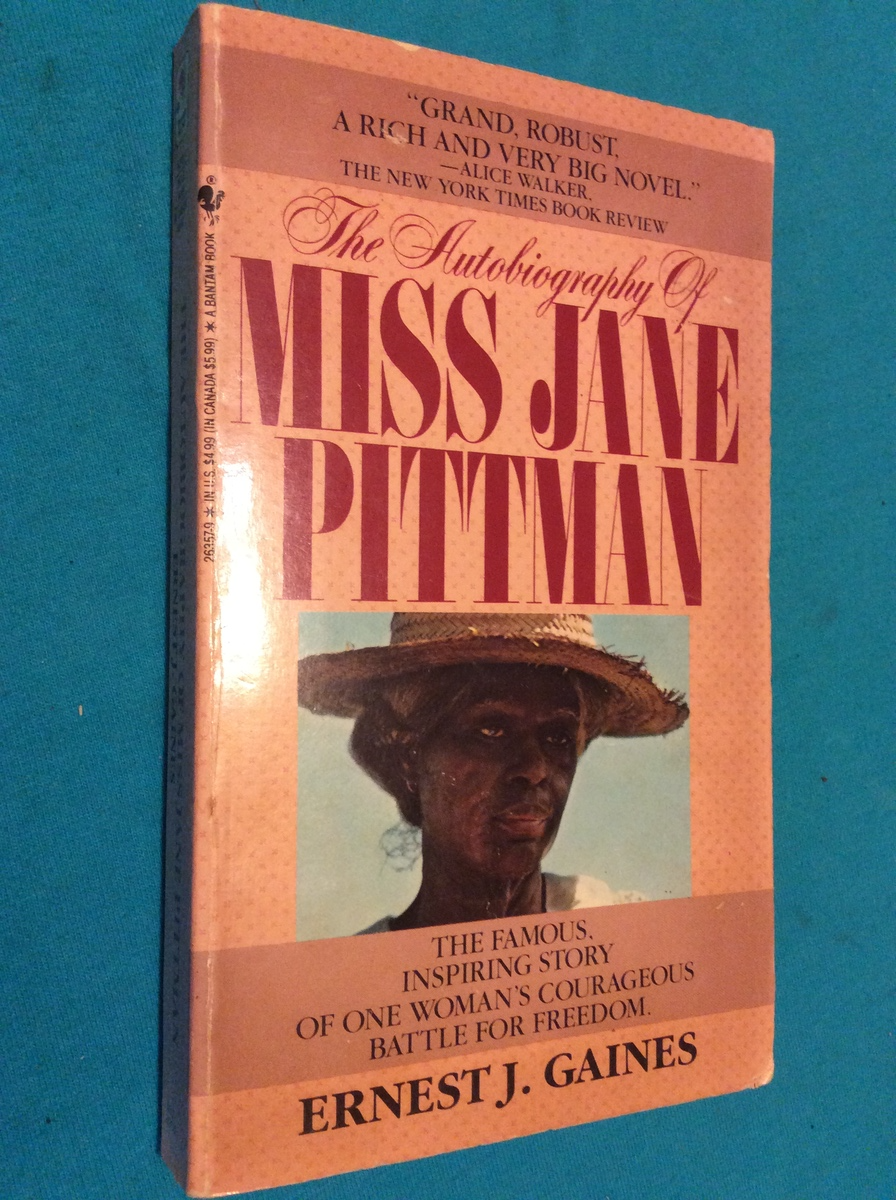 “GRAND, ROBUST,
A RICH AND VERY BIG NOVEL.”
—ALICE WALKER,
THE NEW YORK TIMES BOOK REVIEW
The Autobiography Of
MISS JANE
PITTMAN
THE FAMOUS,
INSPIRING STORY
OF ONE WOMAN'S COURAGEOUS
BATTLE FOR FREEDOM.
ERNEST J. GAINES
26357-9 * IN U.S. $4.99 (IN CANADA $5.99) * A BANTAM BOOK